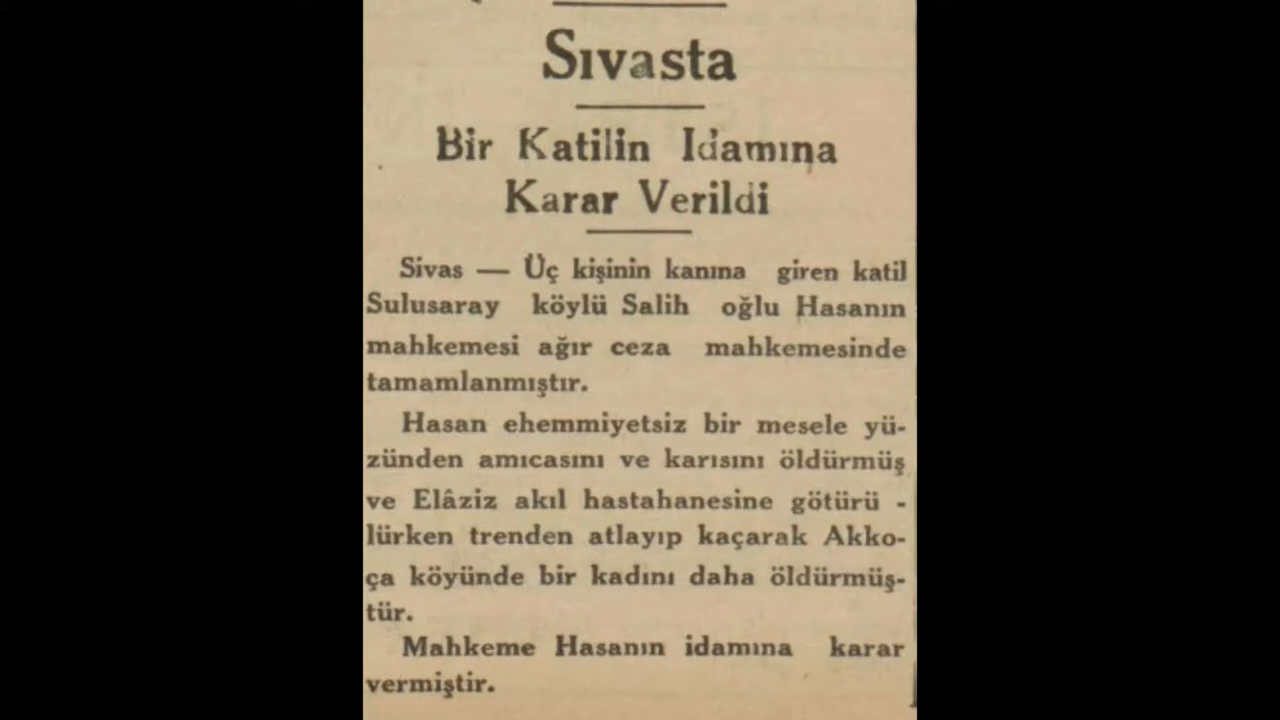 Sıvasta
Bir Katilin Idamına
Karar Verildi
Sivas — Üç kişinin kanına giren katil
Sulusaray köylü Salih oğlu Hasanın
mahkemesi ağır ceza mahkemesinde
tamamlanmıştır.
Hasan ehemmiyetsiz bir mesele yü-
zünden amıcasını ve karısını öldürmüş
ve Elâziz akıl hastahanesine götürü -
lürken trenden atlayıp kaçarak Akko-
ça köyünde bir kadını daha öldürmüş-
tür.
Mahkeme Hasanın idamına karar
vermiştir.